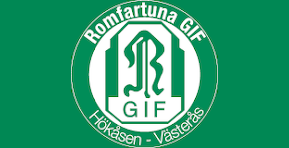 Romfartuna GIF
R
GIF
Hökåsen - Västerås